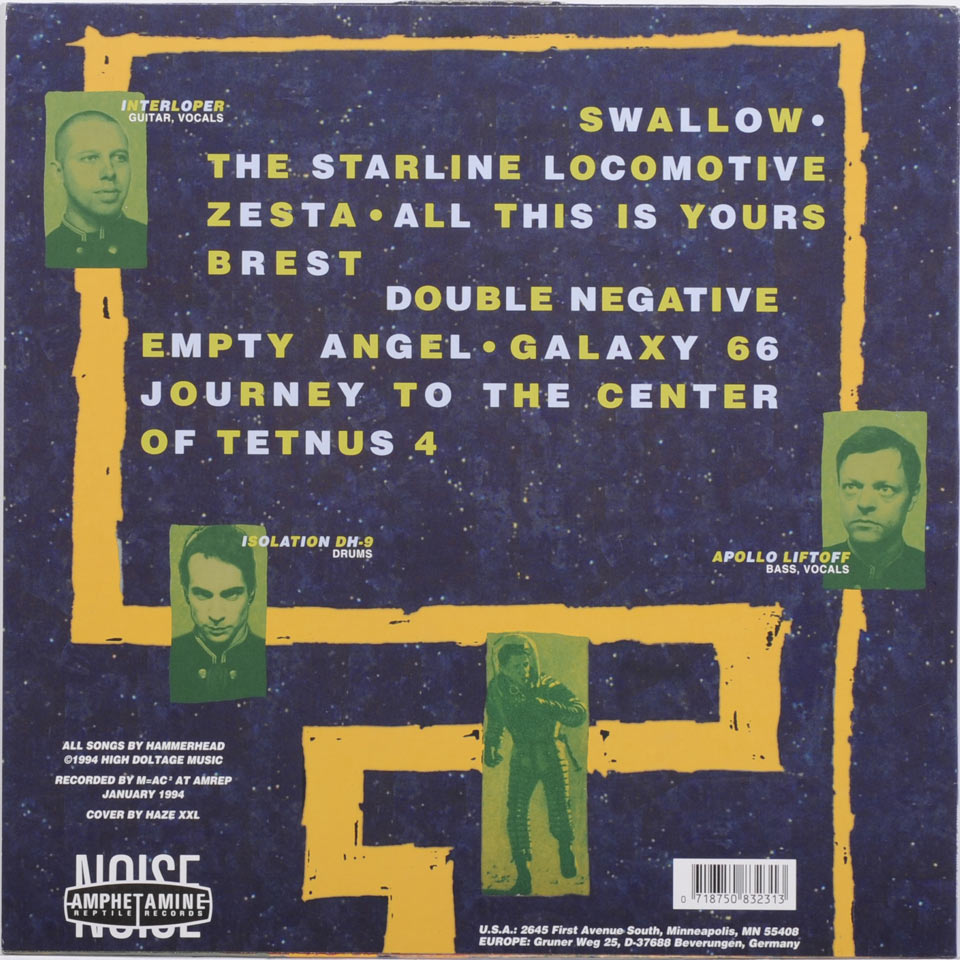 INTERLOPER
GUITAR, VOCALS
SWALLOW •
THE STARLINE LOCOMOTIVE
ZESTA • ALL THIS IS YOURS
BREST
DOUBLE NEGATIVE
EMPTY ANGEL • GALAXY 66
JOURNEY TO THE CENTER
OF TETNUS 4
ISOLATION DH-9
DRUMS
APOLLO LIFTOFF
BASS, VOCALS
ALL SONGS BY HAMMERHEAD
©1994 HIGH DOLTAGE MUSIC
RECORDED BY M=AC² AT AMREP
JANUARY 1994
COVER BY HAZE XXL
NOISE
AMPHETAMINE
REPTILE RECORDS
NOISE
0 718750 832313
U.S.A.: 2645 First Avenue South, Minneapolis, MN 55408
EUROPE: Gruner Weg 25, D-37688 Beverungen, Germany